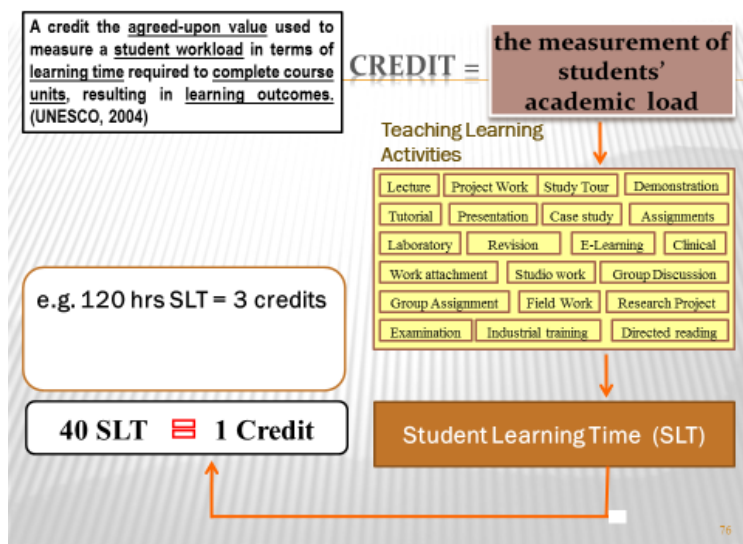 A credit the agreed-upon value used to
measure a student workload in terms of
learning time required to complete course
units, resulting in learning outcomes.
(UNESCO, 2004)
CREDIT =
the measurement of
students’
academic load
Teaching Learning
Activities
Lecture Project Work Study Tour Demonstration
Tutorial Presentation Case study Assignments
Laboratory Revision E-Learning Clinical
Work attachment Studio work Group Discussion
Group Assignment Field Work Research Project
Examination Industrial training Directed reading
e.g. 120 hrs SLT = 3 credits
40 SLT = 1 Credit
Student Learning Time (SLT)
76